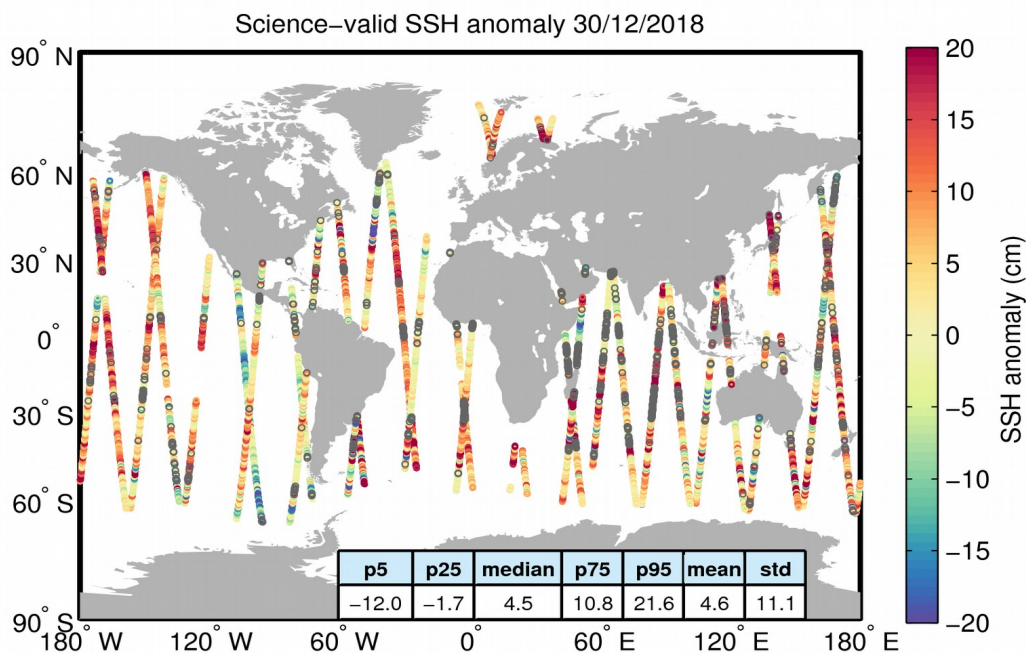 Science−valid SSH anomaly 30/12/2018
90° N
60° N
30° N
0°
30° S
60° S
90° S
180° W
120° W
60° W
0°
60° E
120° E
180° E
p5 p25 median p75 p95 mean std
−12.0 −1.7 4.5 10.8 21.6 4.6 11.1
20
15
10
5
0
−5
−10
−15
−20
SSH anomaly (cm)